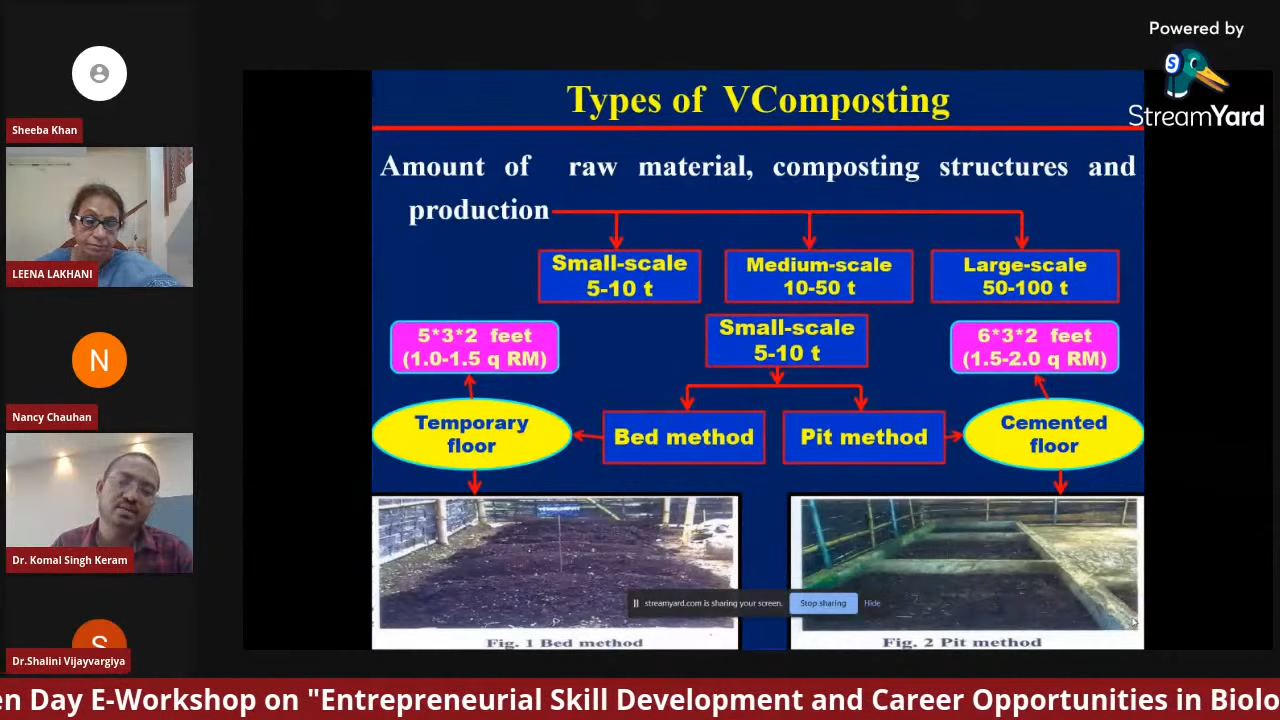 Powered by
StreamYard
Sheeba Khan
LEENA LAKHANI
N
Nancy Chauhan
Dr. Komal Singh Keram
S
Dr.Shalini Vijayvargiya
Types of VComposting
Amount of raw material, composting structures and
production
Small-scale
5-10 t
Medium-scale
10-50 t
Large-scale
50-100 t
Small-scale
5-10 t
5*3*2 feet
(1.0-1.5 q RM)
6*3*2 feet
(1.5-2.0 q RM)
Temporary
floor
Bed method
Pit method
Cemented
floor
streamyard.com is sharing your screen.
Stop sharing
Hide
Fig. 1 Bed method
Fig. 2 Pit method
en Day E-Workshop on "Entrepreneurial Skill Development and Career Opportunities in Biolo